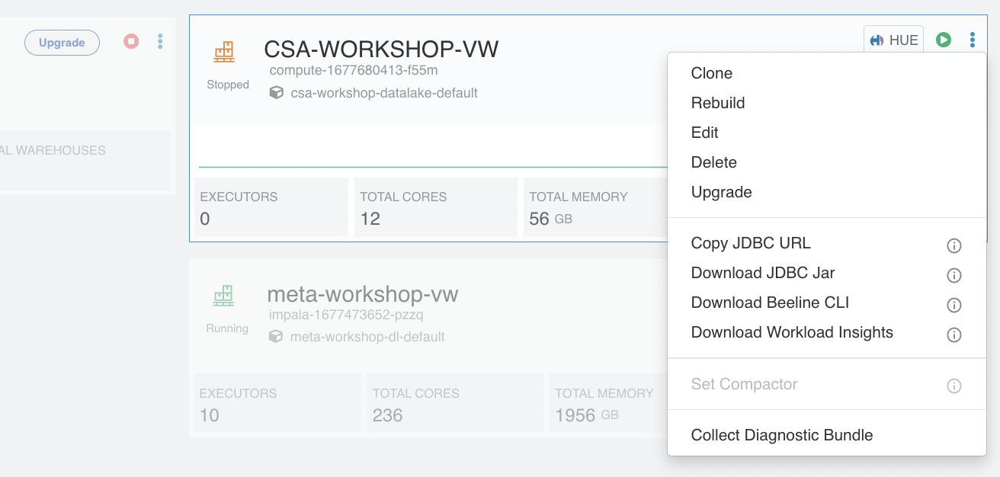 Upgrade
AL WAREHOUSES
CSA-WORKSHOP-VW
compute-1677680413-f55m
Stopped
csa-workshop-datalake-default
HUE
EXECUTORS
0
TOTAL CORES
12
TOTAL MEMORY
56 GB
meta-workshop-vw
impala-1677473652-pzzq
Running
meta-workshop-dl-default
EXECUTORS
10
TOTAL CORES
236
TOTAL MEMORY
1956 GB
Clone
Rebuild
Edit
Delete
Upgrade
Copy JDBC URL
Download JDBC Jar
Download Beeline CLI
Download Workload Insights
Set Compactor
Collect Diagnostic Bundle